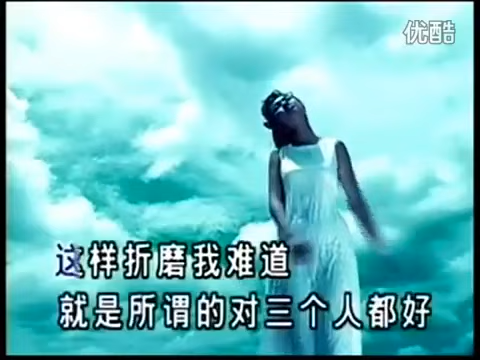 优酷
这样折磨我难道
就是所谓的对三个人都好